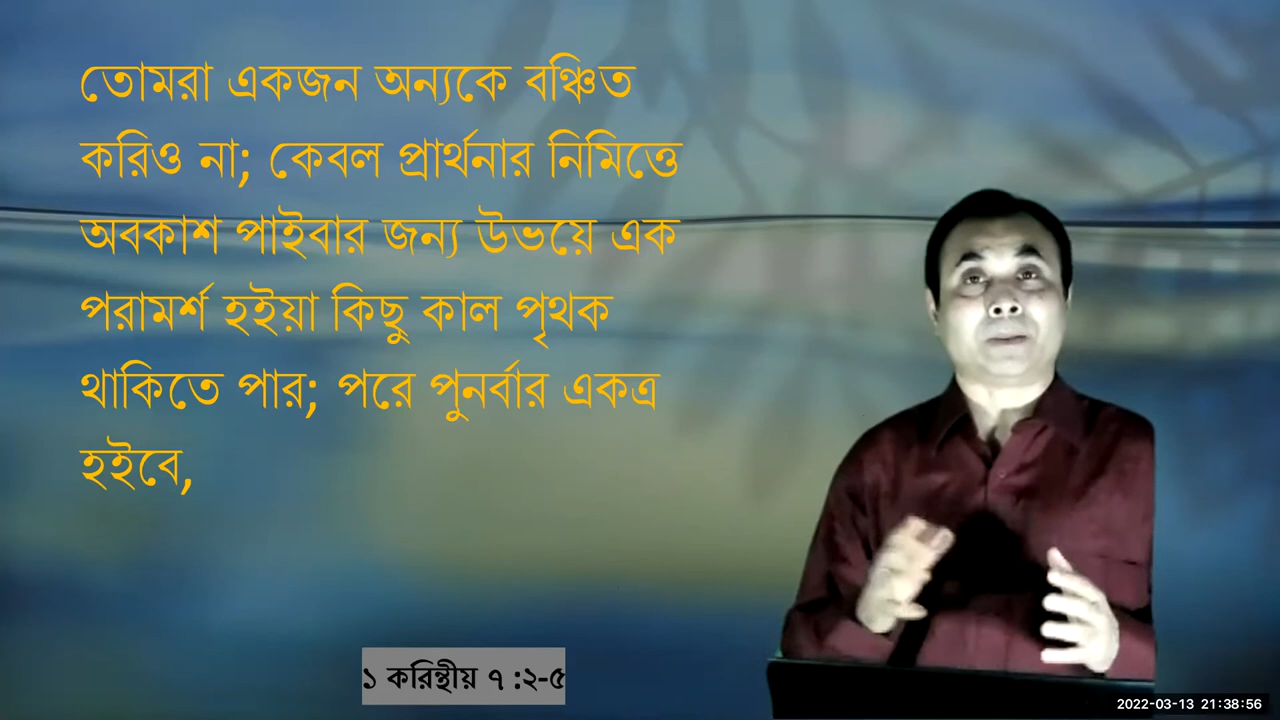 তোমরা একজন অন্যকে বঞ্চিত
করিও না; কেবল প্রার্থনার নিমিত্তে
অবকাশ পাইবার জন্য উভয়ে এক
পরামর্শ হইয়া কিছু কাল পৃথক
থাকিতে পার; পরে পুনর্বার একত্র
হইবে,
১ করিন্থীয় ৭ :২-৫
2022-03-13 21:38:56